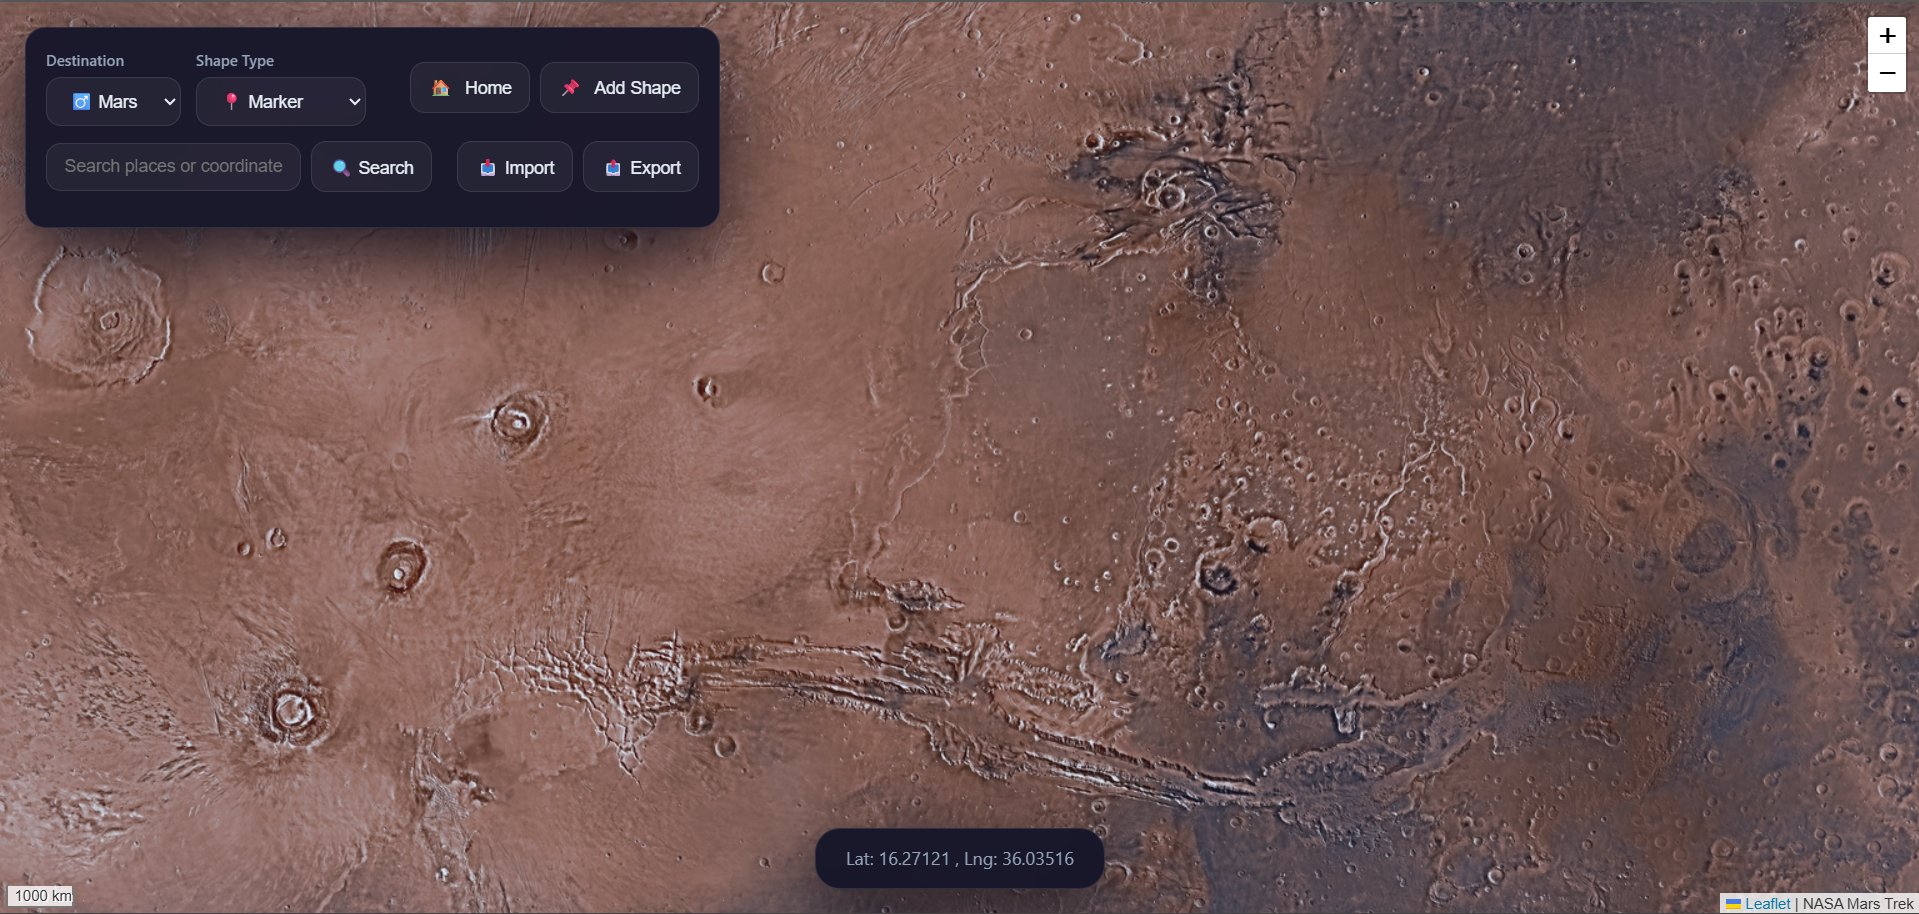 Destination
Shape Type
Mars
Marker
Home
Add Shape
Search places or coordinate
Search
Import
Export
+
−
Lat: 16.27121 , Lng: 36.03516
1000 km
Leaflet | NASA Mars Trek